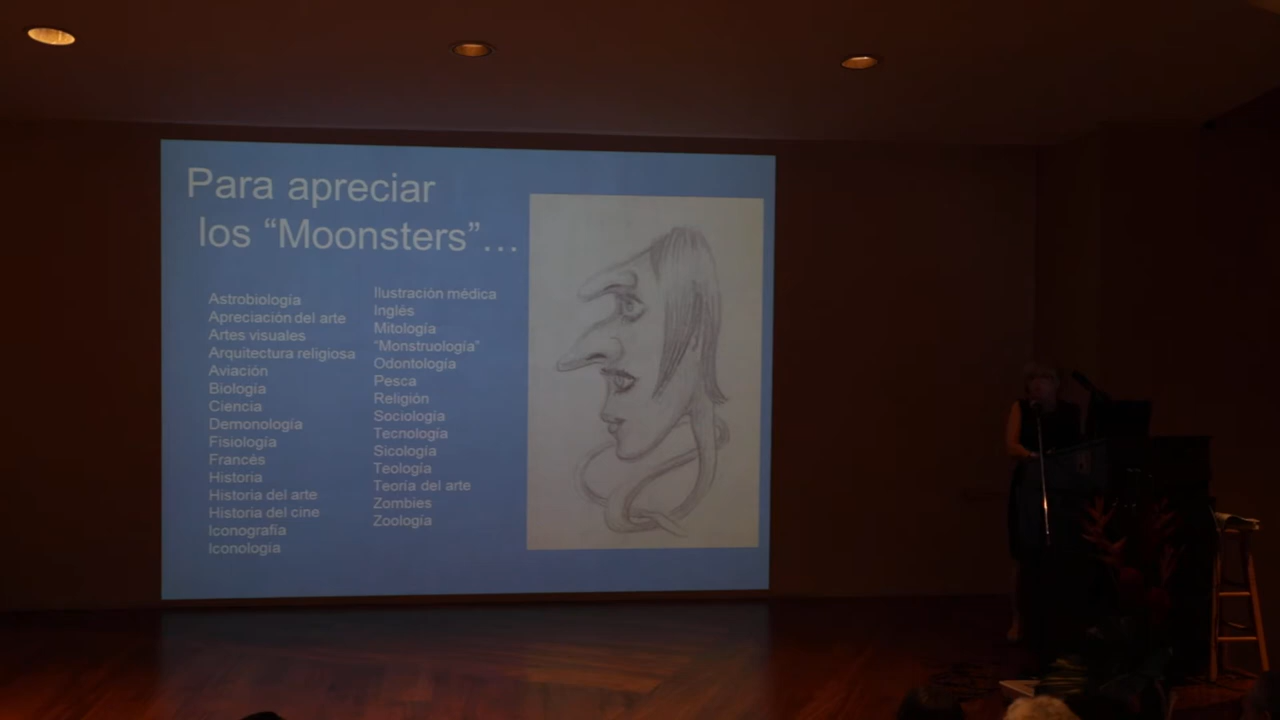 Para apreciar
los “Moonsters”…
Astrobiología
Apreciación del arte
Artes visuales
Arquitectura religiosa
Aviación
Biología
Ciencia
Demonología
Fisiología
Francés
Historia
Historia del arte
Historia del cine
Iconografía
Iconología
Ilustración médica
Inglés
Mitología
“Monstruología”
Odontología
Pesca
Religión
Sociología
Tecnología
Sicología
Teología
Teoría del arte
Zombies
Zoología